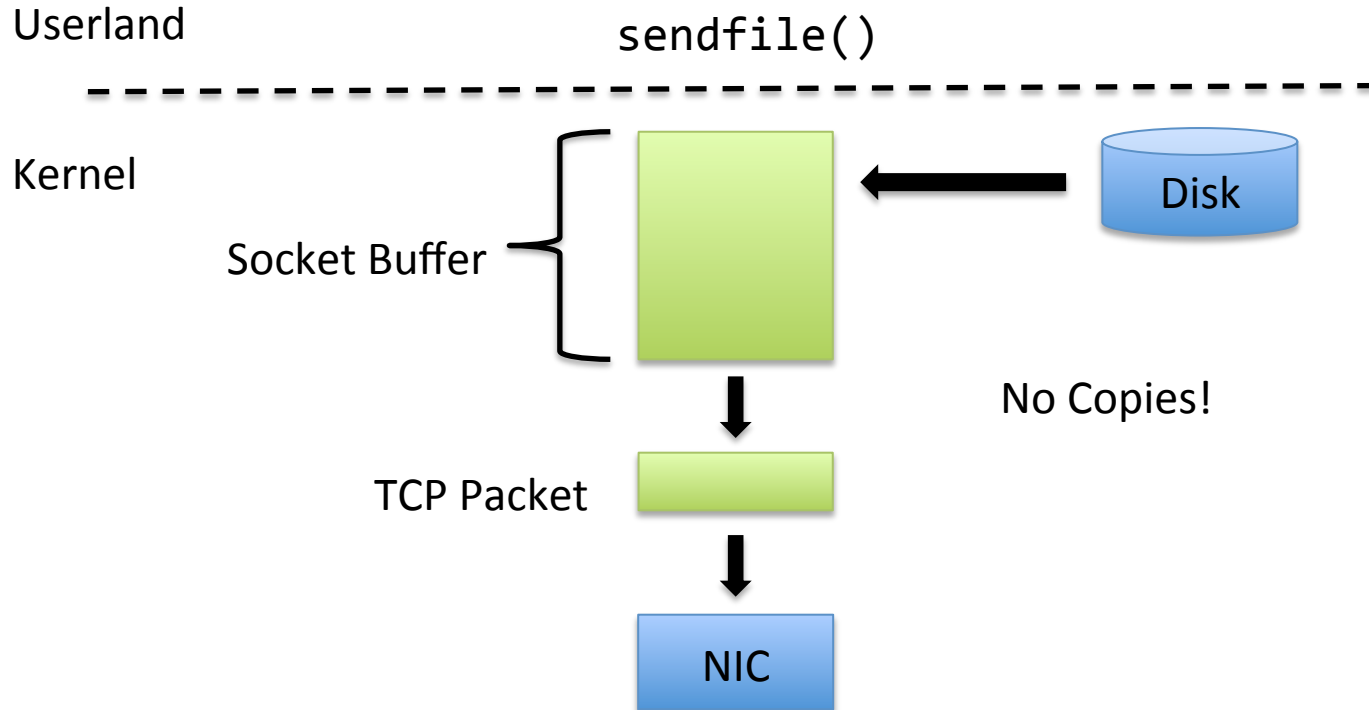 Userland
sendfile()
Kernel
Disk
Socket Buffer
No Copies!
TCP Packet
NIC